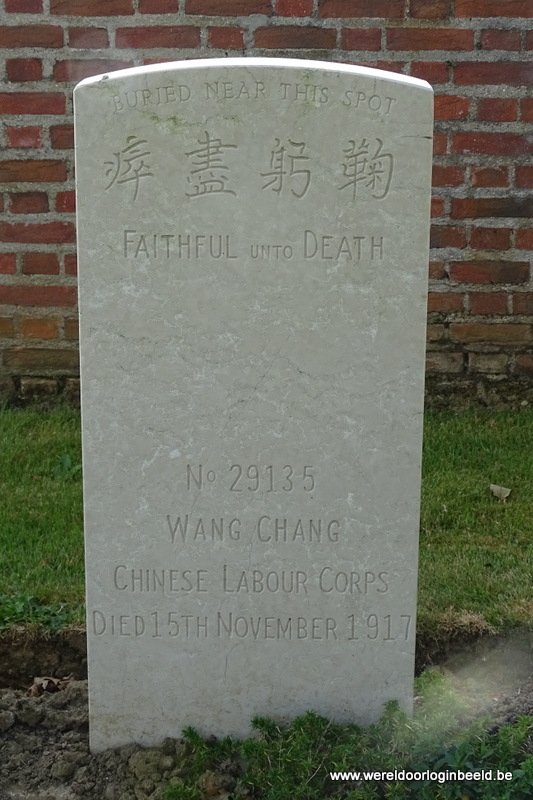 BURIED NEAR THIS SPOT
瘁盡躬鞠
FAITHFUL UNTO DEATH
No 29135
WANG CHANG
CHINESE LABOUR CORPS
DIED 15TH NOVEMBER 1917
www.wereldoorloginbeeld.be